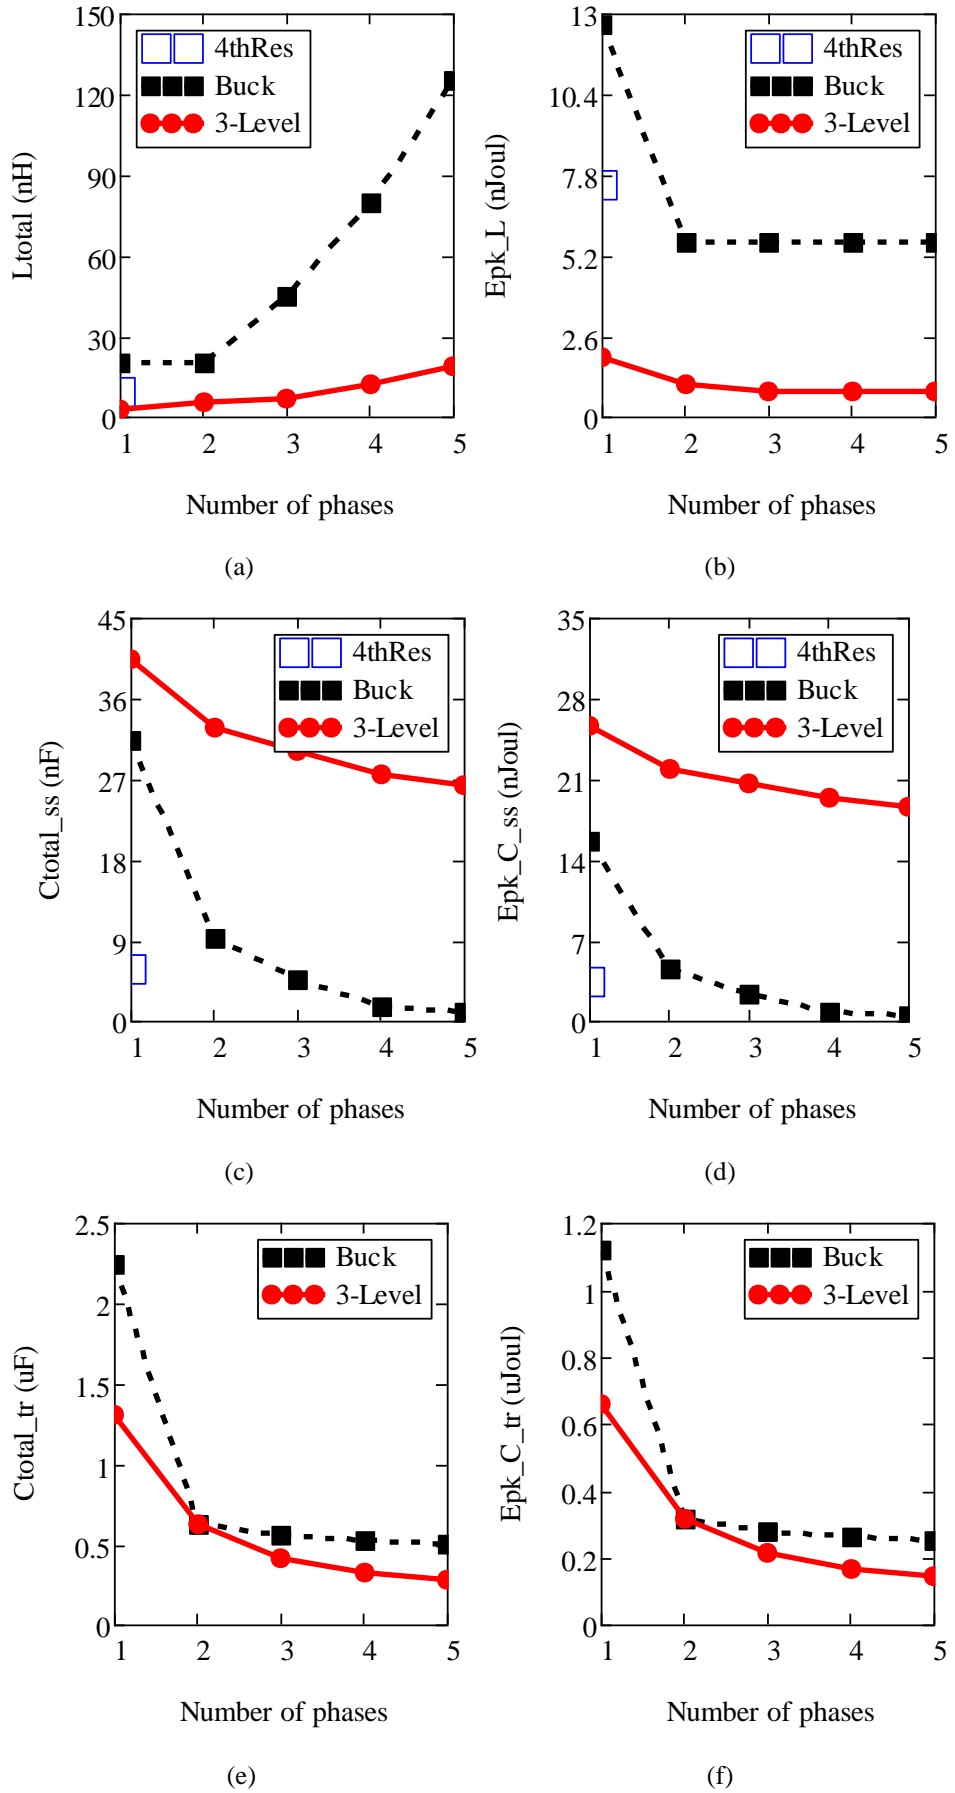 150
120
90
60
30
0
Ltotal (nH)
4thRes
Buck
3-Level
1 2 3 4 5
Number of phases
(a)
13
10.4
7.8
5.2
2.6
0
Epk_L (nJoul)
4thRes
Buck
3-Level
1 2 3 4 5
Number of phases
(b)
45
36
27
18
9
0
Ctotal_ss (nF)
4thRes
Buck
3-Level
1 2 3 4 5
Number of phases
(c)
35
28
21
14
7
0
Epk_C_ss (nJoul)
4thRes
Buck
3-Level
1 2 3 4 5
Number of phases
(d)
2.5
2
1.5
1
0.5
0
Ctotal_tr (uF)
Buck
3-Level
1 2 3 4 5
Number of phases
(e)
1.2
1
0.8
0.6
0.4
0.2
0
Epk_C_tr (uJoul)
Buck
3-Level
1 2 3 4 5
Number of phases
(f)